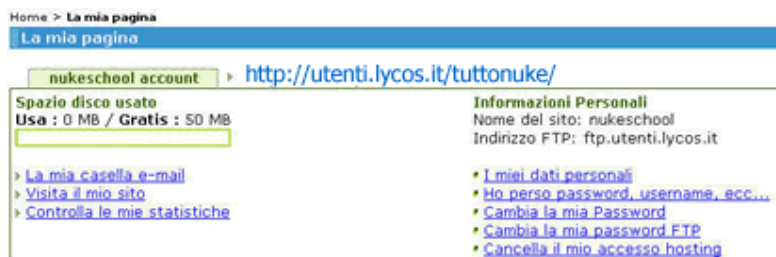 Home > La mia pagina
La mia pagina
nukeschool account
http://utenti.lycos.it/tuttonuke/
Spazio disco usato
Usa : 0 MB / Gratis : 50 MB
La mia casella e-mail
Visita il mio sito
Controlla le mie statistiche
Informazioni Personali
Nome del sito: nukeschool
Indirizzo FTP: ftp.utenti.lycos.it
I miei dati personali
Ho perso password, username, ecc...
Cambia la mia Password
Cambia la mia password FTP
Cancella il mio accesso hosting